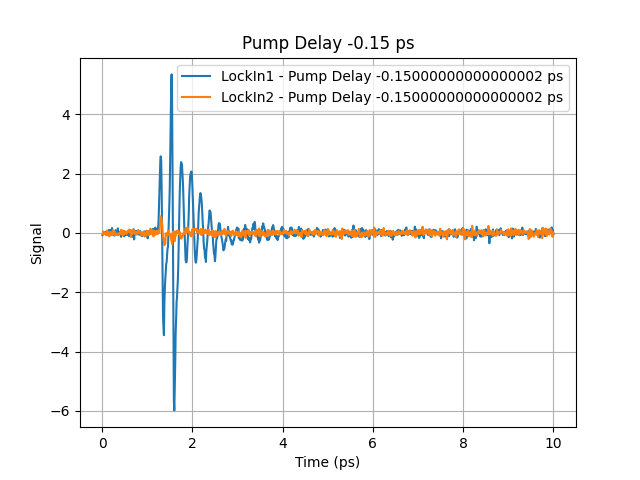 Pump Delay -0.15 ps
LockIn1 - Pump Delay -0.15000000000000002 ps
LockIn2 - Pump Delay -0.15000000000000002 ps
4
2
0
−2
−4
−6
Signal
0 2 4 6 8 10
Time (ps)